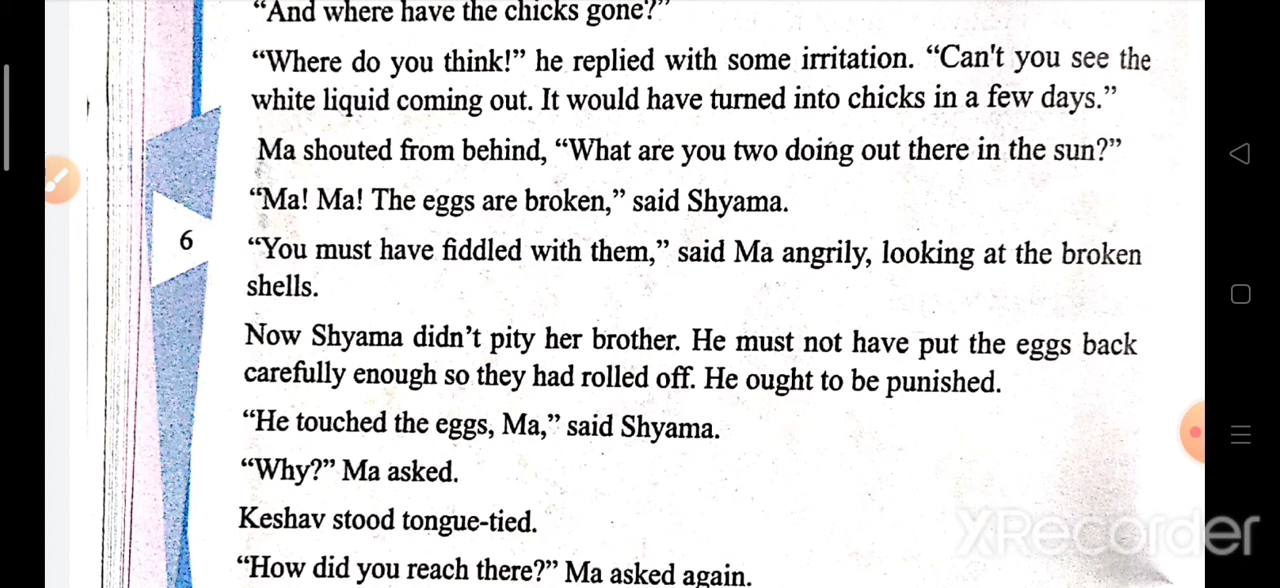 “And where have the chicks gone?”
“Where do you think!” he replied with some irritation. “Can't you see the
white liquid coming out. It would have turned into chicks in a few days.”
Ma shouted from behind, “What are you two doing out there in the sun?”
“Ma! Ma! The eggs are broken,” said Shyama.
6
“You must have fiddled with them,” said Ma angrily, looking at the broken
shells.
Now Shyama didn’t pity her brother. He must not have put the eggs back
carefully enough so they had rolled off. He ought to be punished.
“He touched the eggs, Ma,” said Shyama.
“Why?” Ma asked.
Keshav stood tongue-tied.
“How did you reach there?” Ma asked again.
XRecorder